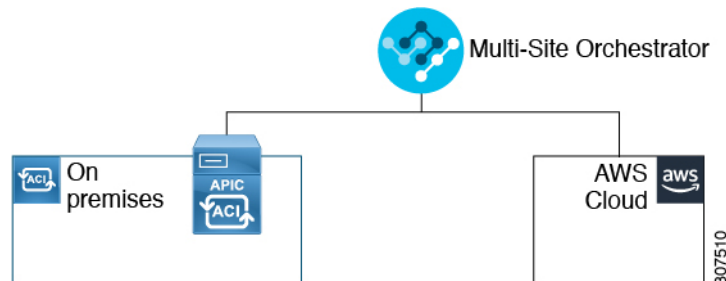 Multi-Site Orchestrator
ACI
On
premises
APIC
ACI
AWS
Cloud
aws
307510